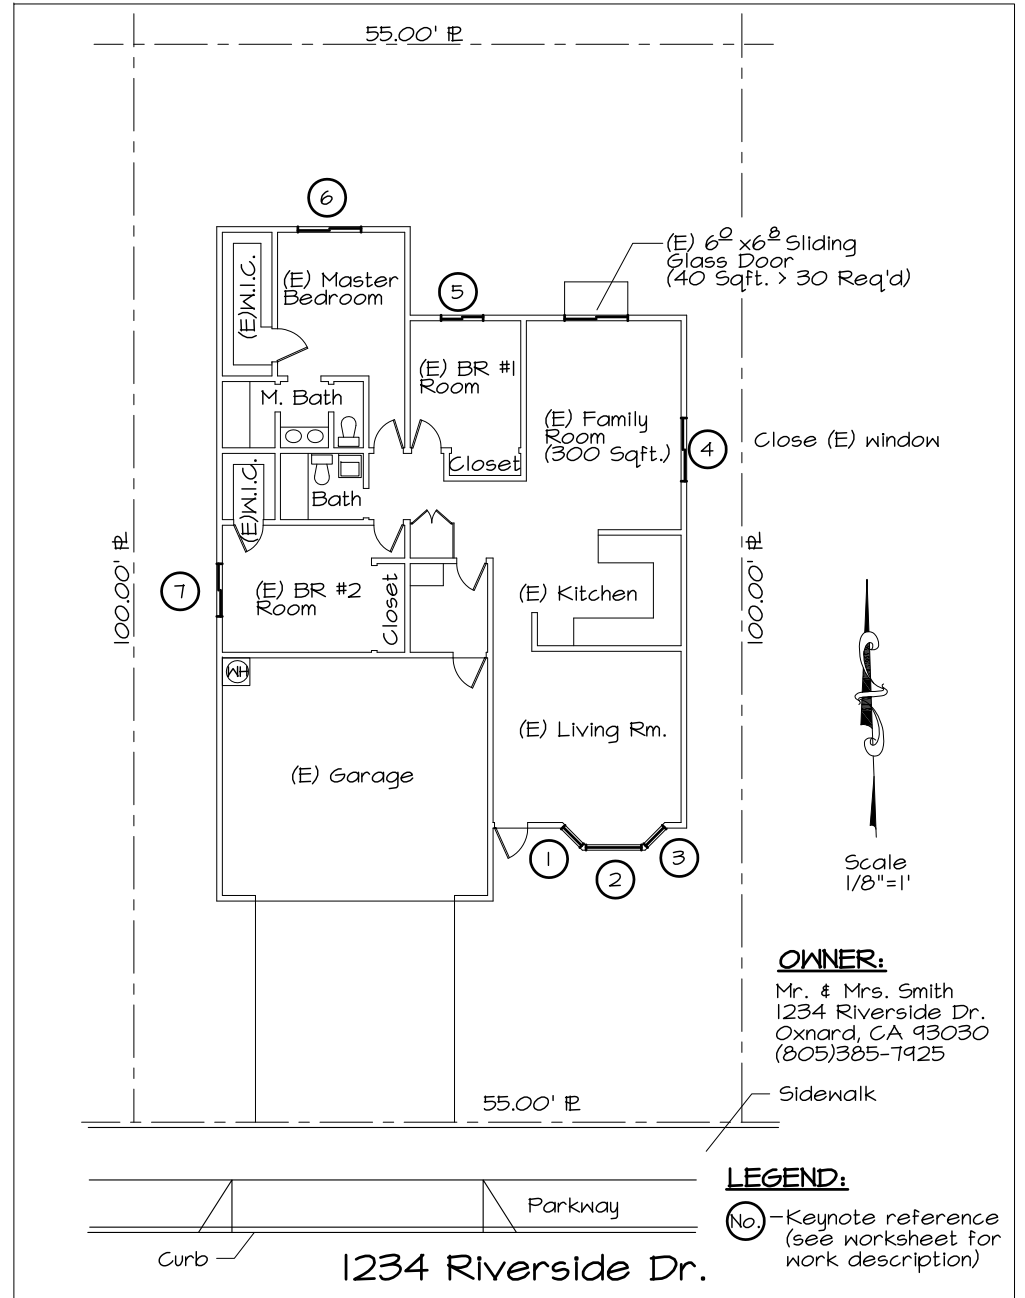 55.00' PL
6
(E) 6⁰ x6⁸ Sliding
Glass Door
(40 Sqft. > 30 Req'd)
(E)W.I.C.
(E) Master
Bedroom
5
(E) BR #1
Room
M. Bath
(E) Family
Room
(300 Sqft.)
4
Close (E) window
Closet
(E)W.I.C.
Bath
100.00' PL
100.00' PL
7
(E) BR #2
Room
Closet
(E) Kitchen
WH
(E) Living Rm.
(E) Garage
1
2
3
Scale
1/8"=1'
OWNER:
Mr. & Mrs. Smith
1234 Riverside Dr.
Oxnard, CA 93030
(805)385-7925
55.00' PL
Sidewalk
LEGEND:
No.
-Keynote reference
(see worksheet for
work description)
Parkway
Curb
1234 Riverside Dr.